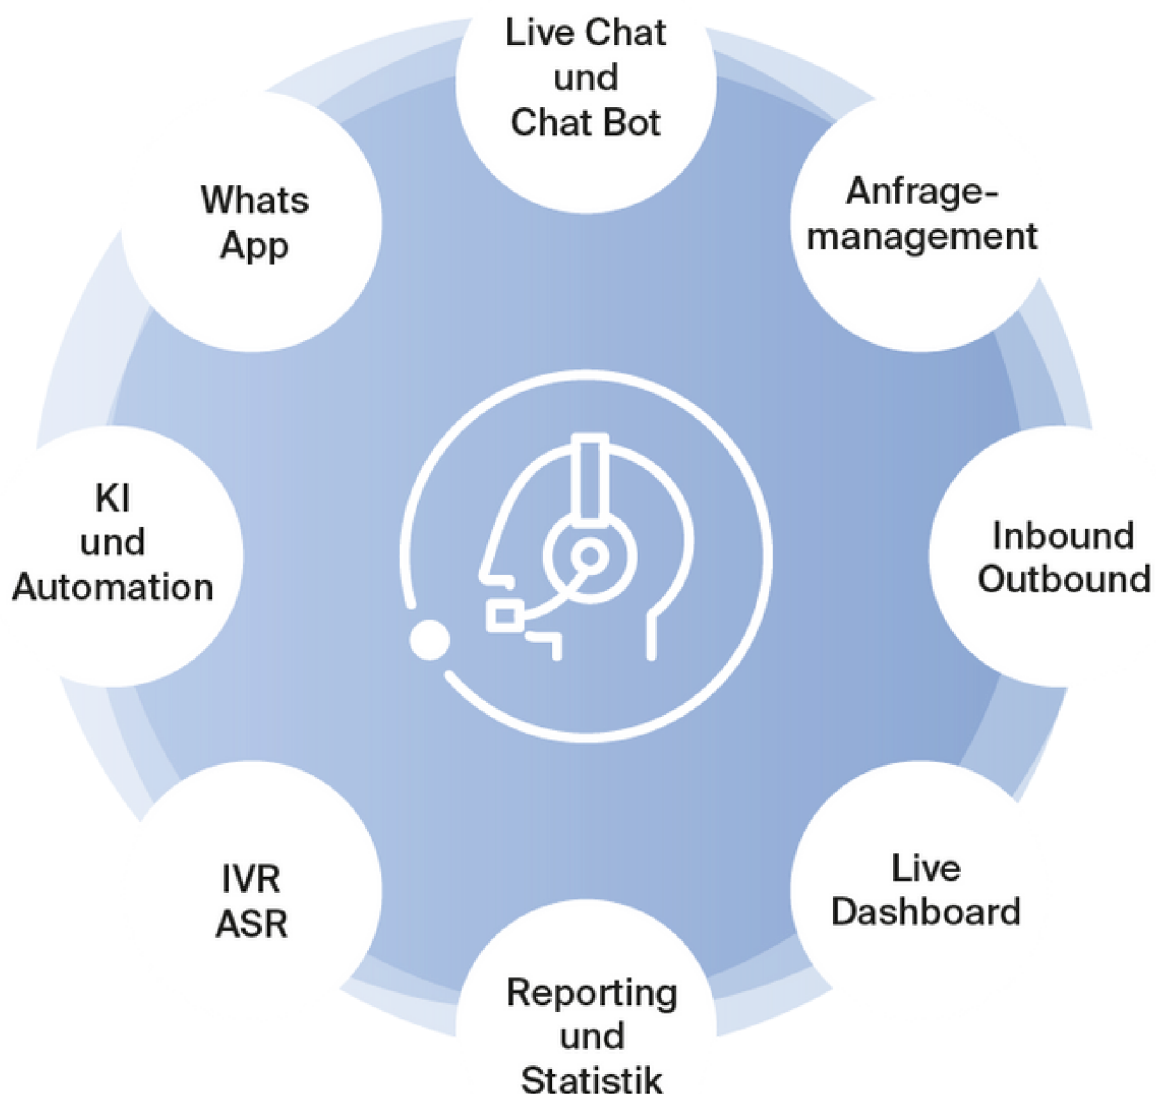 Live Chat
und
Chat Bot
Anfrage-
management
Inbound
Outbound
Live
Dashboard
Reporting
und
Statistik
IVR
ASR
KI
und
Automation
Whats
App